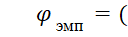 φ эмп = (